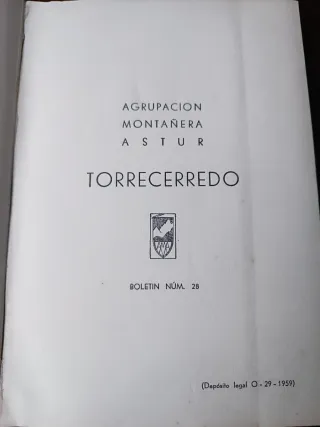 AGRUPACION
MONTAÑERA
ASTUR
TORRECERREDO
BOLETIN NÚM. 28
(Depósito legal O - 29 - 1959)